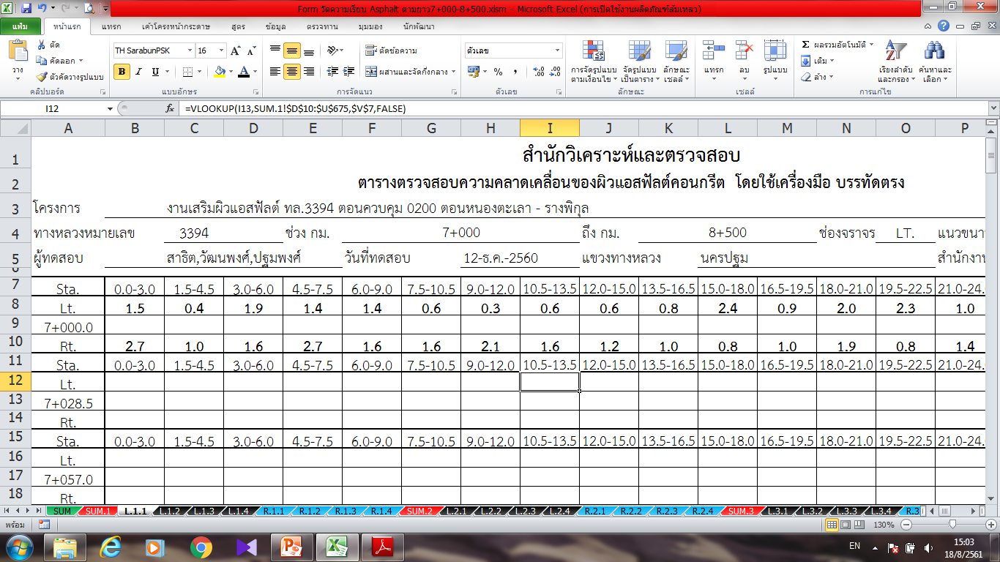 Form วัดความเรียบ Asphalt ตามยาว7+000-8+500.xlsm - Microsoft Excel (การเปิดใช้งานผลิตภัณฑ์ล้มเหลว)
แฟ้ม หน้าแรก แทรก เค้าโครงหน้ากระดาษ สูตร ข้อมูล ตรวจทาน มุมมอง นักพัฒนา
วาง ตัด คัดลอก ตัวคัดวางรูปแบบ คลิปบอร์ด
TH SarabunPSK 16 B I U แบบอักษร
ตัดข้อความ ผสานและจัดกึ่งกลาง การจัดแนว
ตัวเลข % , ตัวเลข
การจัดรูปแบบตามเงื่อนไข จัดรูปแบบเป็นตาราง ลักษณะเซลล์ ลักษณะ
แทรก ลบ รูปแบบ เซลล์
Σ ผลรวมอัตโนมัติ เติม ล้าง เรียงลำดับและกรอง ค้นหาและเลือก การแก้ไข
I12 fx =VLOOKUP(I13,SUM.1!$D$10:$U$675,$V$7,FALSE)
A B C D E F G H I J K L M N O P
1 สำนักวิเคราะห์และตรวจสอบ
2 ตารางตรวจสอบความคลาดเคลื่อนของผิวแอสฟัลต์คอนกรีต โดยใช้เครื่องมือ บรรทัดตรง
3 โครงการ งานเสริมผิวแอสฟัลต์ ทล.3394 ตอนควบคุม 0200 ตอนหนองตะเลา - รางพิกุล
4 ทางหลวงหมายเลข 3394 ช่วง กม. 7+000 ถึง กม. 8+500 ช่องจราจร LT. แนวขนา
5 ผู้ทดสอบ สาธิต,วัฒนพงศ์,ปฐมพงศ์ วันที่ทดสอบ 12-ธ.ค.-2560 แขวงทางหลวง นครปฐม สำนักงาน
6
7 Sta. 0.0-3.0 1.5-4.5 3.0-6.0 4.5-7.5 6.0-9.0 7.5-10.5 9.0-12.0 10.5-13.5 12.0-15.0 13.5-16.5 15.0-18.0 16.5-19.5 18.0-21.0 19.5-22.5 21.0-24.
8 Lt. 1.5 0.4 1.9 1.4 1.4 0.6 0.3 0.6 0.6 0.8 2.4 0.9 2.0 2.3 1.0
9 7+000.0
10 Rt. 2.7 1.0 1.6 2.7 1.6 1.6 2.1 1.6 1.2 1.0 0.8 1.0 1.9 0.8 1.4
11 Sta. 0.0-3.0 1.5-4.5 3.0-6.0 4.5-7.5 6.0-9.0 7.5-10.5 9.0-12.0 10.5-13.5 12.0-15.0 13.5-16.5 15.0-18.0 16.5-19.5 18.0-21.0 19.5-22.5 21.0-24.
12 Lt.
13 7+028.5
14 Rt.
15 Sta. 0.0-3.0 1.5-4.5 3.0-6.0 4.5-7.5 6.0-9.0 7.5-10.5 9.0-12.0 10.5-13.5 12.0-15.0 13.5-16.5 15.0-18.0 16.5-19.5 18.0-21.0 19.5-22.5 21.0-24.
16 Lt.
17 7+057.0
18 Rt.
SUM SUM.1 L.1.1 L.1.2 L.1.3 L.1.4 R.1.1 R.1.2 R.1.3 R.1.4 SUM.2 L.2.1 L.2.2 L.2.3 L.2.4 R.2.1 R.2.2 R.2.3 R.2.4 SUM.3 L.3.1 L.3.2 L.3.3 L.3.4 R.3
พร้อม 130%
EN 15:03
18/8/2561